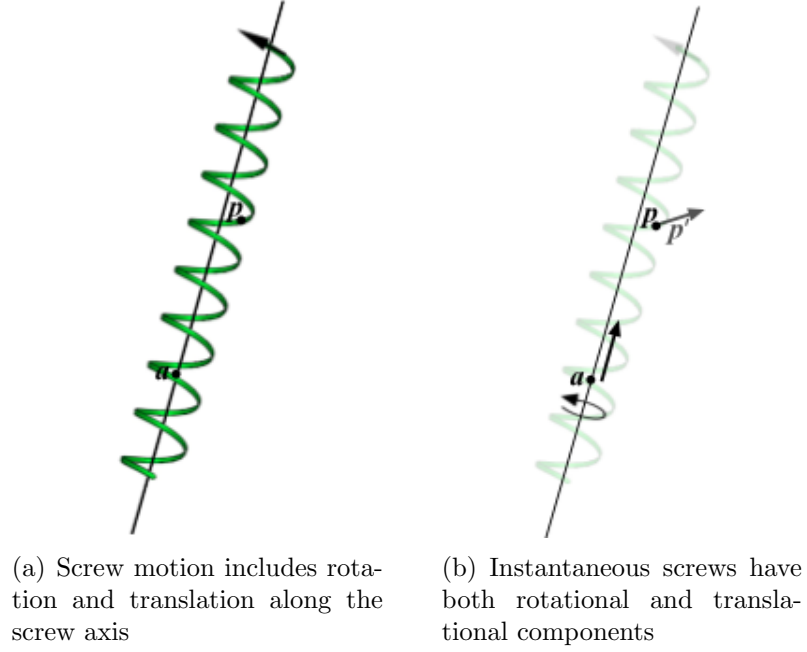 p
a
p
p'
a
(a) Screw motion includes rota-
tion and translation along the
screw axis
(b) Instantaneous screws have
both rotational and transla-
tional components